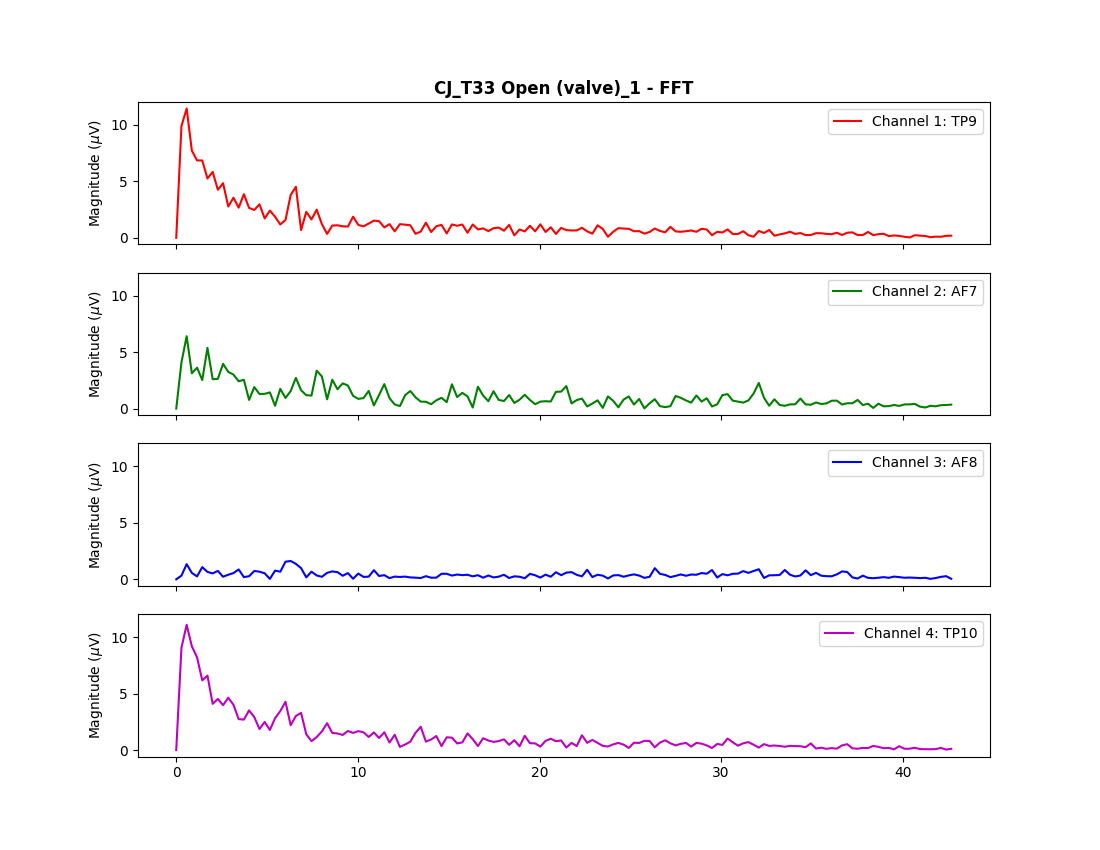 CJ_T33 Open (valve)_1 - FFT
Magnitude (μV)
10
5
0
Channel 1: TP9
Magnitude (μV)
10
5
0
Channel 2: AF7
Magnitude (μV)
10
5
0
Channel 3: AF8
Magnitude (μV)
10
5
0
Channel 4: TP10
0 10 20 30 40